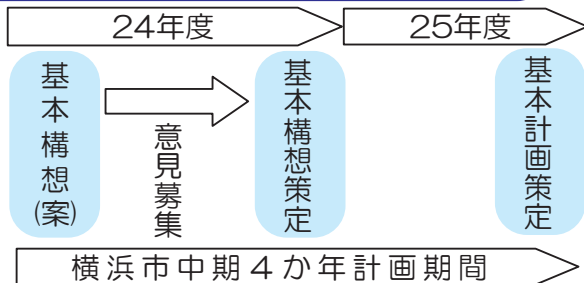 24年度
25年度
基本構想(案)
意見募集
基本構想策定
基本計画策定
横浜市中期4か年計画期間